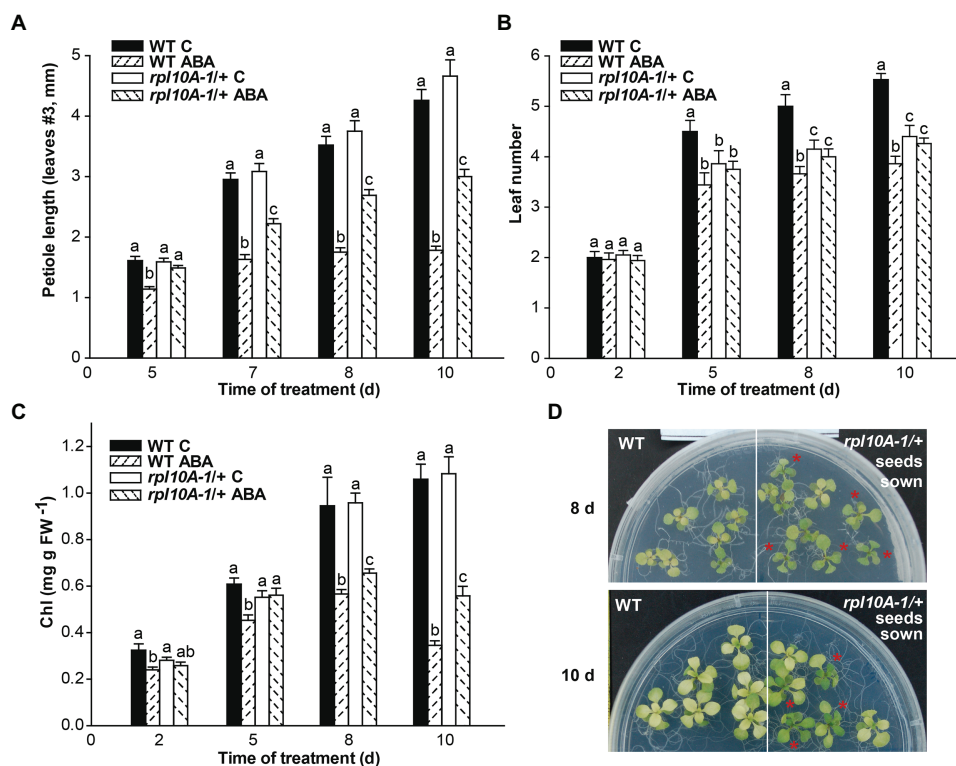 A
WT C
WT ABA
rpl10A-1/+ C
rpl10A-1/+ ABA
Petiole length (leaves #3, mm)
5
4
3
2
1
0
a b a a
a b a c
a b a c
a b a c
0 5 7 8 10
Time of treatment (d)
B
WT C
WT ABA
rpl10A-1/+ C
rpl10A-1/+ ABA
Leaf number
6
5
4
2
0
a a a a
a b b b
a b c c
a b c c
0 2 5 8 10
Time of treatment (d)
C
WT C
WT ABA
rpl10A-1/+ C
rpl10A-1/+ ABA
Chl (mg g FW -1)
1.2
1.0
0.8
0.6
0.4
0.2
0.0
a b a ab
a b a a
a b a c
a b a c
0 2 5 8 10
Time of treatment (d)
D
8 d
WT
rpl10A-1/+
seeds
sown
* * * * *
10 d
WT
rpl10A-1/+
seeds
sown
* * * *